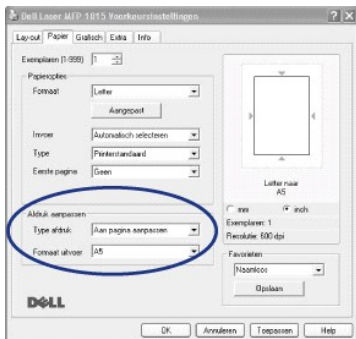 Dell Laser MFP 1815 Voorkeursinstellingen
Lay-out Papier Grafisch Extra Info
Exemplaren (1-999) 1
Papieropties
Formaat Letter
Aangepast
Invoer Automatisch selecteren
Type Printerstandaard
Eerste pagina Geen
Letter naar
A5
mm inch
Exemplaren: 1
Resolutie: 600 dpi
Afdruk aanpassen
Type afdruk Aan pagina aanpassen
Formaat uitvoer A5
Favorieten
Naamloos
Opslaan
DELL
OK Annuleren Toepassen Help